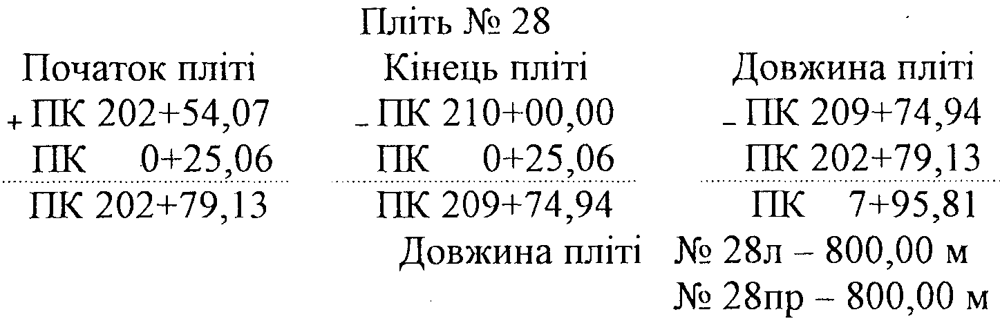 Пліть № 28
Початок пліті Кінець пліті Довжина пліті
+ ПК 202+54,07 − ПК 210+00,00 − ПК 209+74,94
ПК 0+25,06 ПК 0+25,06 ПК 202+79,13
ПК 202+79,13 ПК 209+74,94 ПК 7+95,81
Довжина пліті № 28л – 800,00 м
№ 28пр – 800,00 м